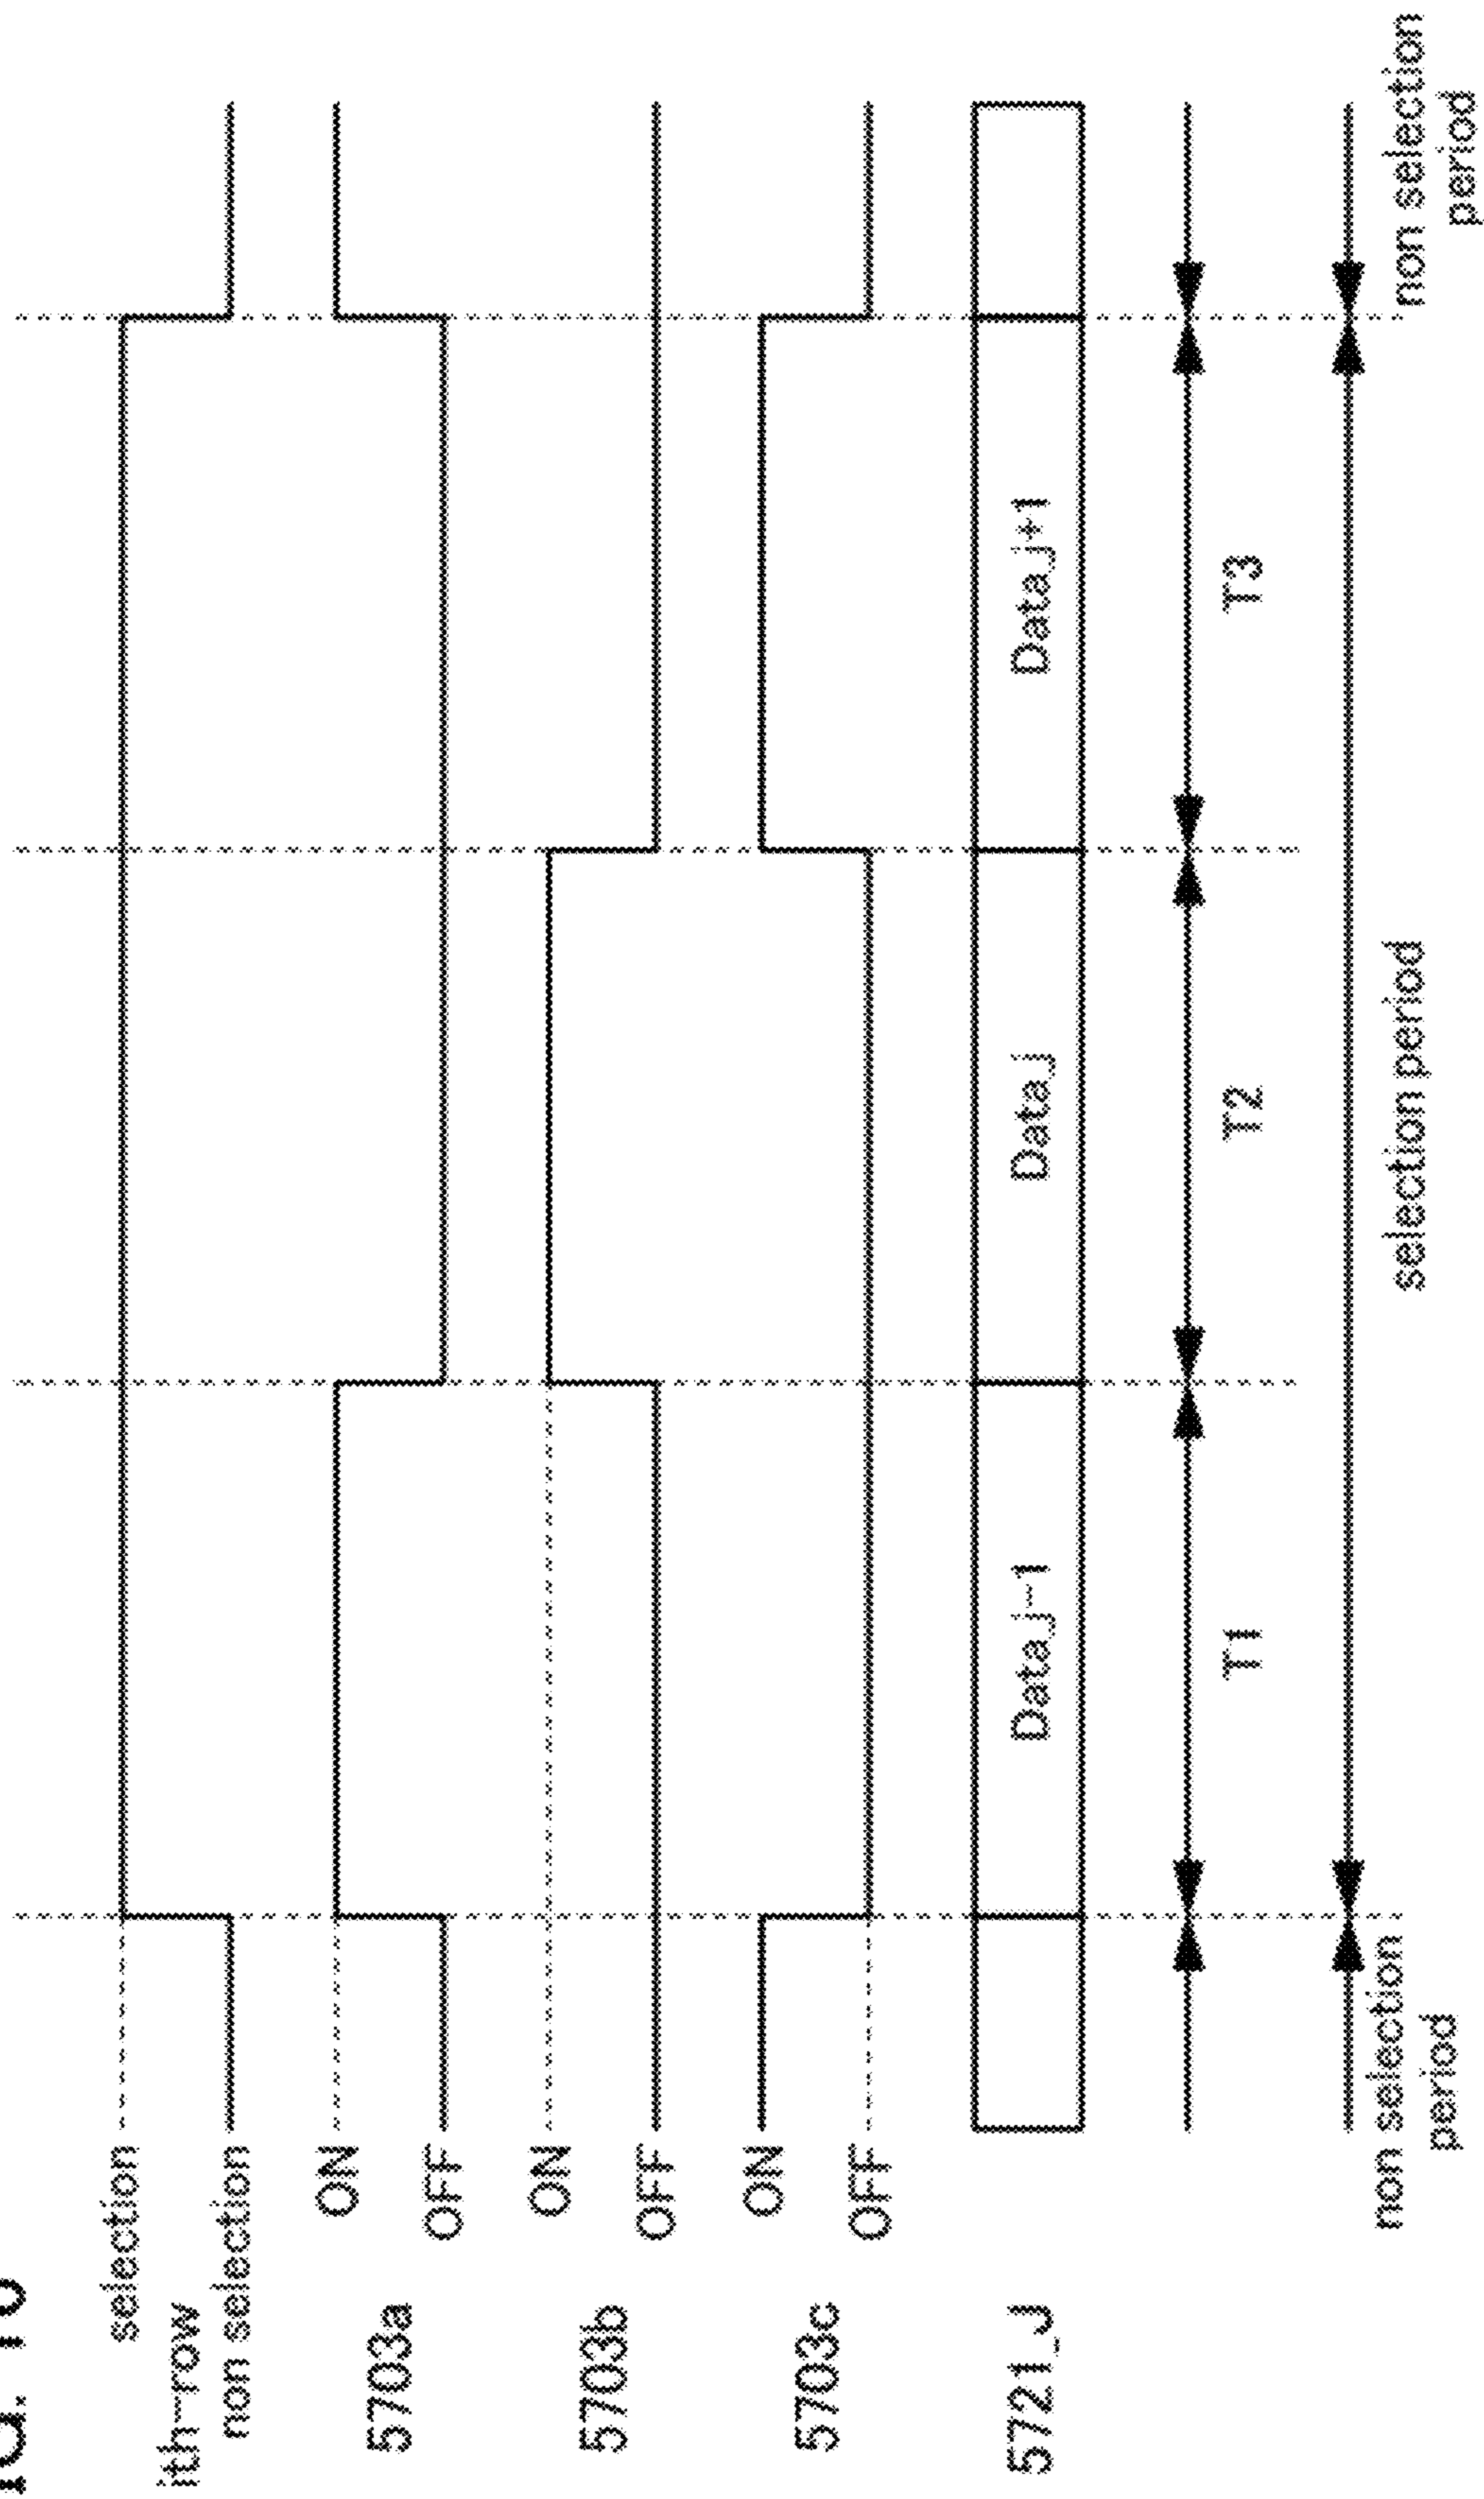 selection
ith-row
non selection
5703a
ON
OFF
5703b
ON
OFF
5703c
ON
OFF
5721_J
Data_j-1
Data_j
Data_j+1
T1
T2
T3
non selection
period
selection period
non selection
period